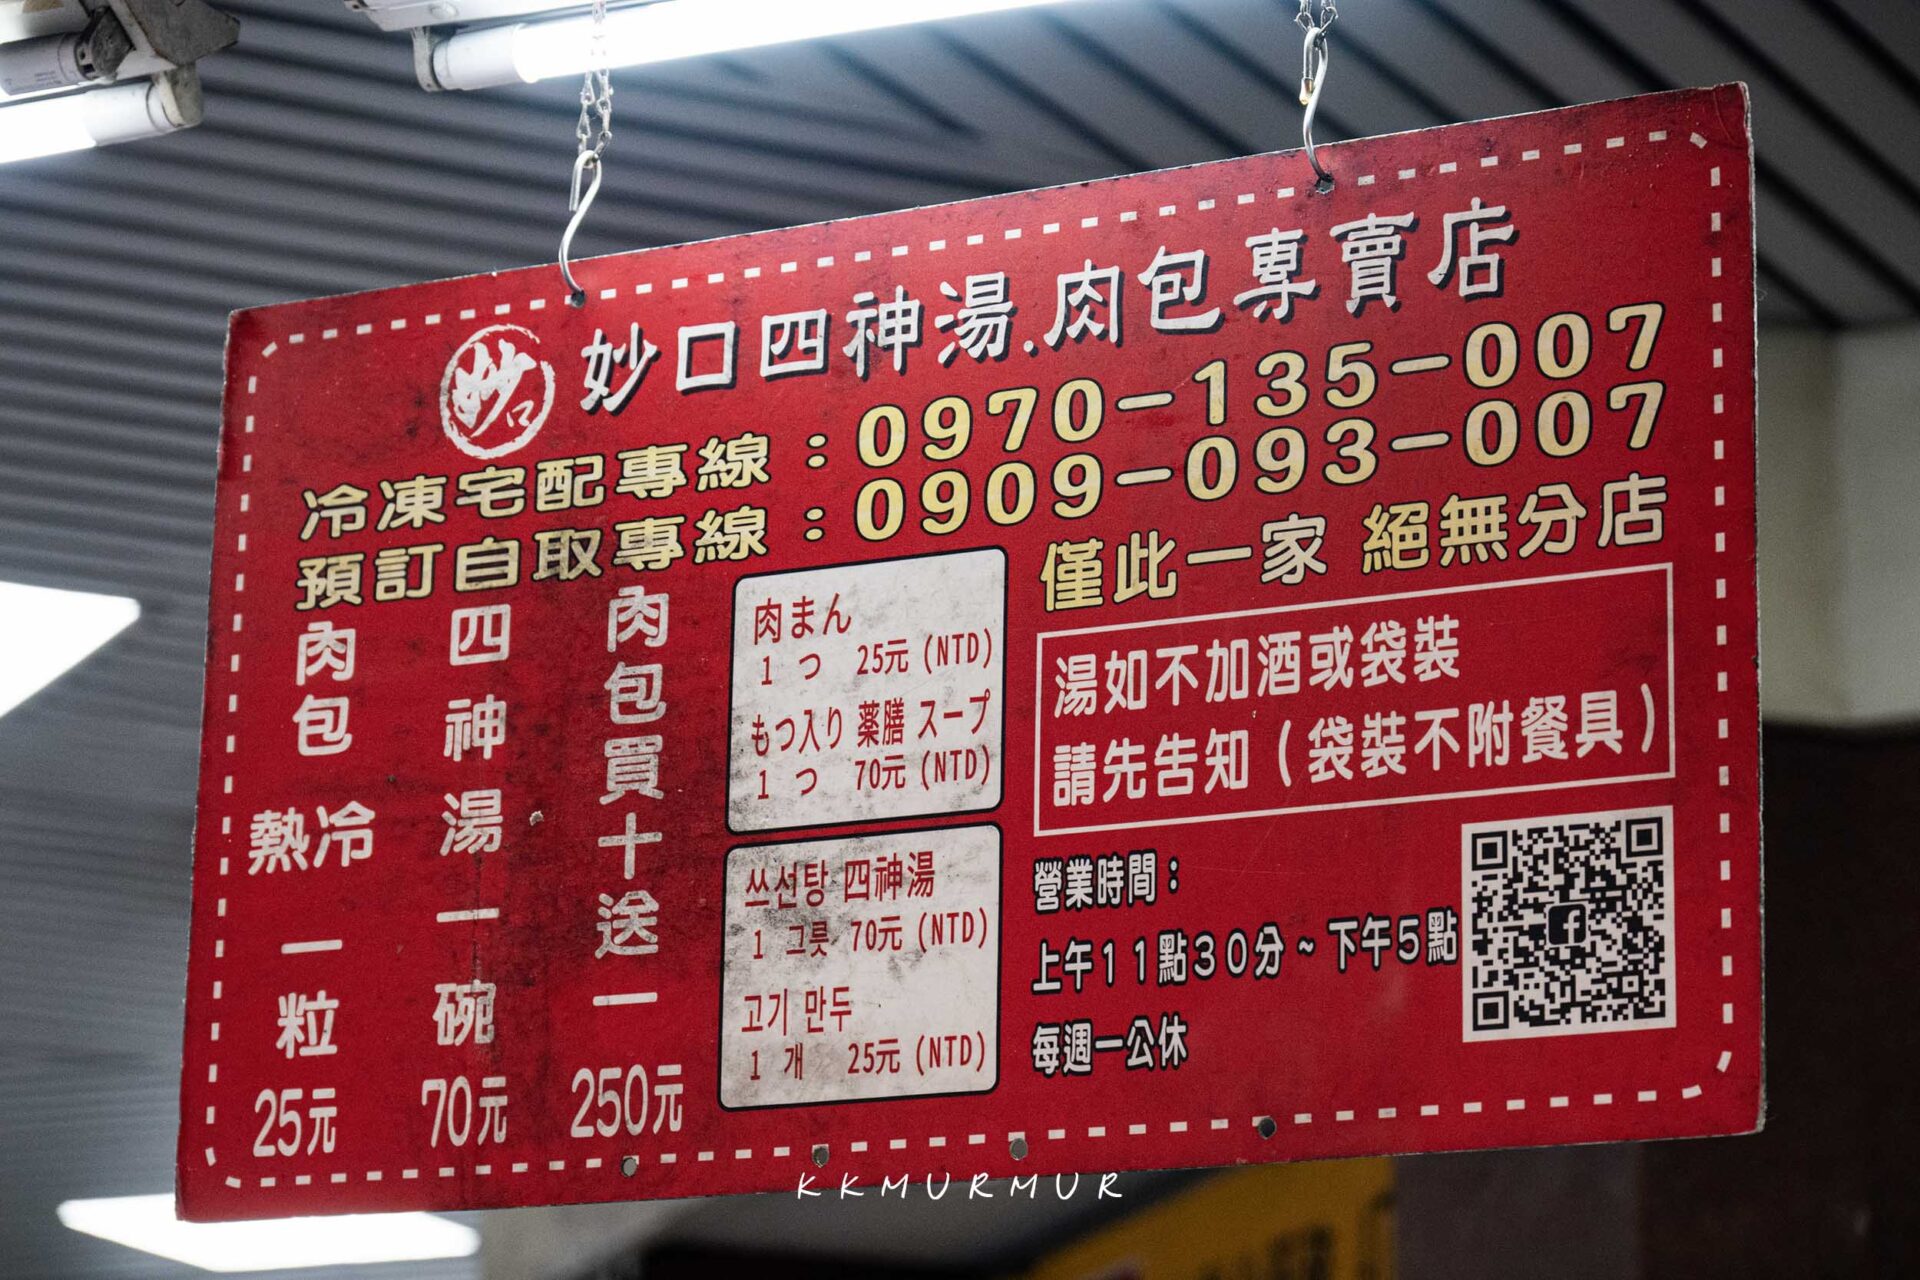 妙口
妙口四神湯.肉包專賣店
冷凍宅配專線：0970-135-007
預訂自取專線：0909-093-007
僅此一家 絕無分店
肉包 熱冷 一粒 25元
四神湯 一碗 70元
肉包買十送一 250元
肉まん
1 つ 25元 (NTD)
もつ入り 薬膳 スープ
1 つ 70元 (NTD)
쓰선탕 四神湯
1 그릇 70元 (NTD)
고기 만두
1 개 25元 (NTD)
湯如不加酒或袋裝
請先告知（袋裝不附餐具）
營業時間：
上午11點30分~下午5點
每週一公休
KKMURMUR